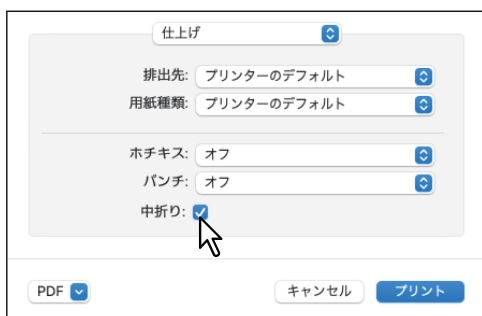 仕上げ
排出先: プリンターのデフォルト
用紙種類: プリンターのデフォルト
ホチキス: オフ
パンチ: オフ
中折り:
PDF キャンセル プリント